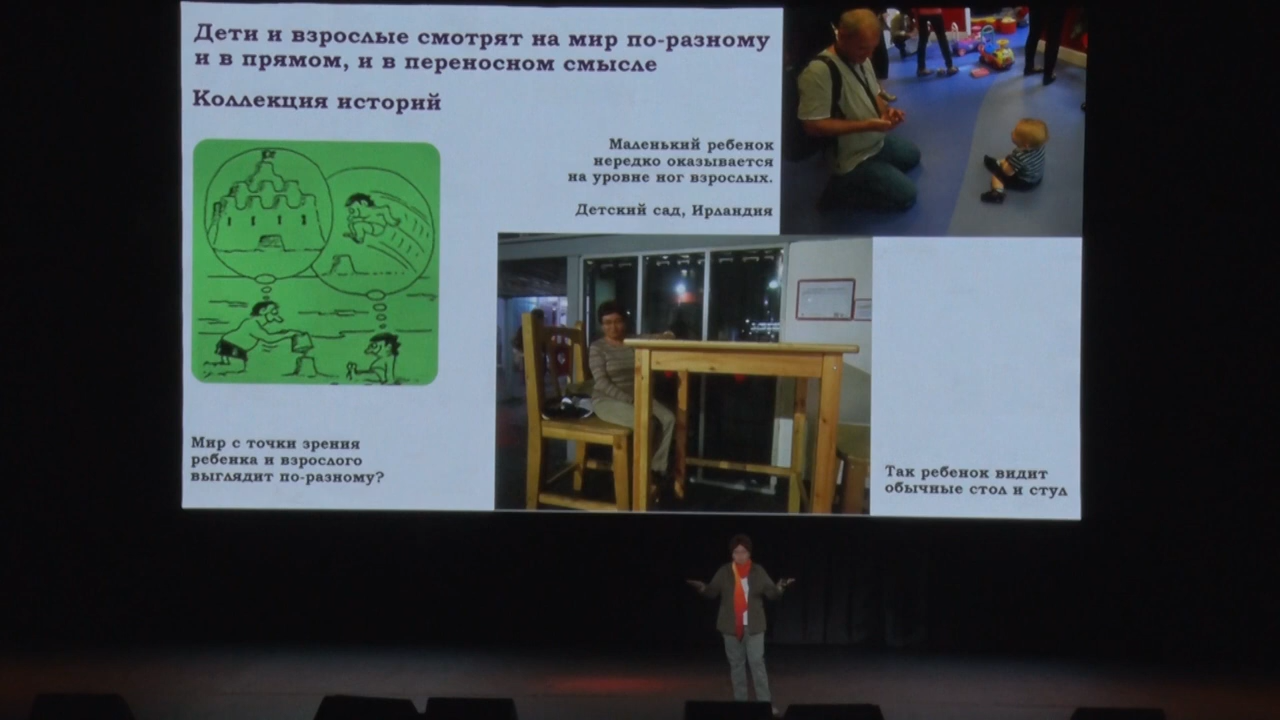 Дети и взрослые смотрят на мир по-разному
и в прямом, и в переносном смысле
Коллекция историй
Маленький ребенок
нередко оказывается
на уровне ног взрослых.
Детский сад, Ирландия
Мир с точки зрения
ребенка и взрослого
выглядит по-разному?
Так ребенок видит
обычные стол и стул